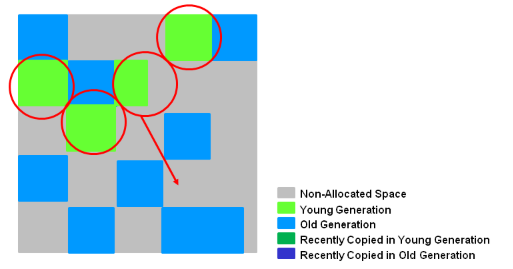 Non-Allocated Space
Young Generation
Old Generation
Recently Copied in Young Generation
Recently Copied in Old Generation